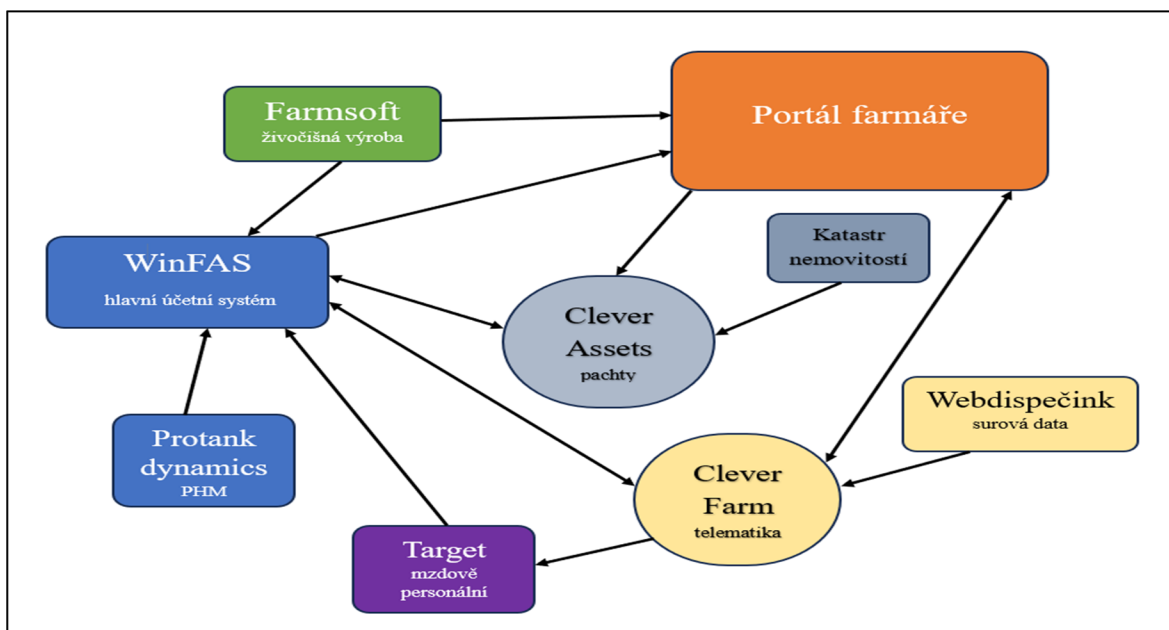 Farmsoft
živočišná výroba
Portál farmáře
WinFAS
hlavní účetní systém
Katastr
nemovitostí
Clever
Assets
pachty
Webdispečink
surová data
Protank
dynamics
PHM
Clever
Farm
telematika
Target
mzdově
personální